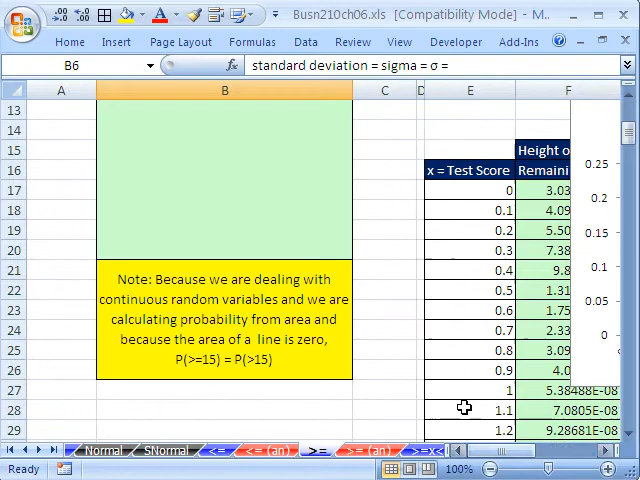 Busn210ch06.xls [Compatibility Mode] - M...
Home Insert Page Layout Formulas Data Review View Developer Add-Ins
B6 fx standard deviation = sigma = σ =
A B C D E F
13
14
15 Height o
16 x = Test Score Remaini
17 0 3.03
18 0.1 4.09
19 0.2 5.50
20 0.3 7.38
21 0.4 9.8
22 0.5 1.31
23 0.6 1.75
24 0.7 2.33
25 0.8 3.09
26 0.9 4.0
27 1 5.38488E-08
28 1.1 7.0805E-08
29 1.2 9.28681E-08
Note: Because we are dealing with
continuous random variables and we are
calculating probability from area and
because the area of a line is zero,
P(>=15) = P(>15)
0.25
0.2
0.15
0.1
0.05
0
Normal SNormal <= <= (an) >= >= (an) >=x<
Ready 100%